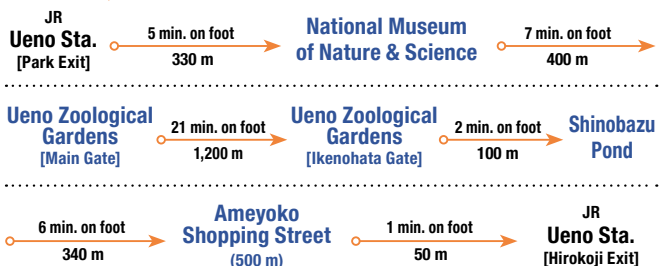 JR
Ueno Sta.
[Park Exit]
5 min. on foot
330 m
National Museum
of Nature & Science
7 min. on foot
400 m
Ueno Zoological
Gardens
[Main Gate]
21 min. on foot
1,200 m
Ueno Zoological
Gardens
[Ikenohata Gate]
2 min. on foot
100 m
Shinobazu
Pond
6 min. on foot
340 m
Ameyoko
Shopping Street
(500 m)
1 min. on foot
50 m
JR
Ueno Sta.
[Hirokoji Exit]